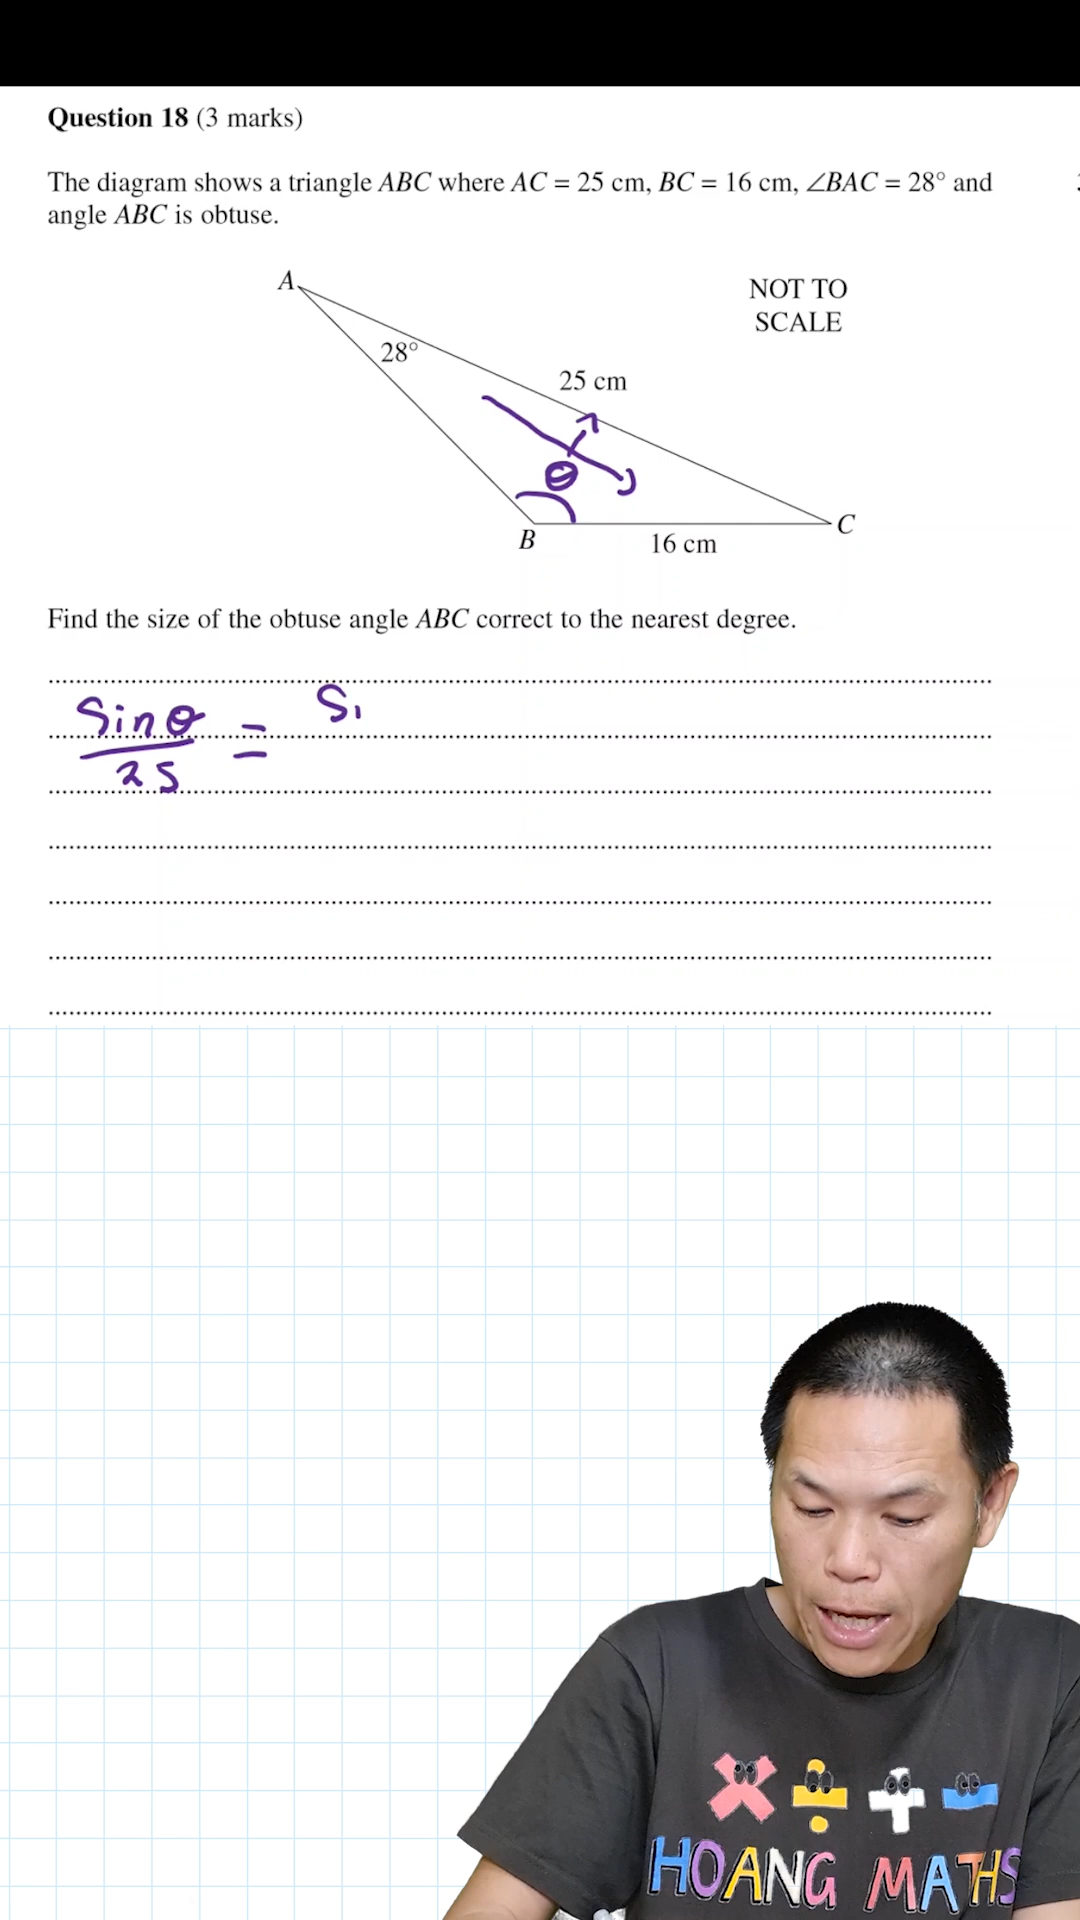 Question 18 (3 marks)
The diagram shows a triangle ABC where AC = 25 cm, BC = 16 cm, ∠BAC = 28° and
angle ABC is obtuse.
A
NOT TO
SCALE
28°
25 cm
θ
B
C
16 cm
Find the size of the obtuse angle ABC correct to the nearest degree.
Sinθ/25 = Si
HOANG MATHS